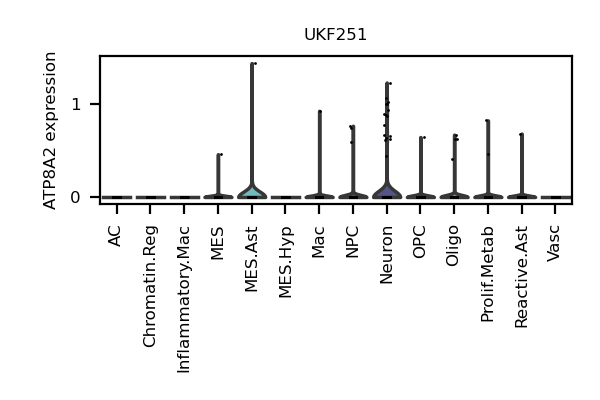 UKF251
ATP8A2 expression
1
0
AC
Chromatin.Reg
Inflammatory.Mac
MES
MES.Ast
MES.Hyp
Mac
NPC
Neuron
OPC
Oligo
Prolif.Metab
Reactive.Ast
Vasc